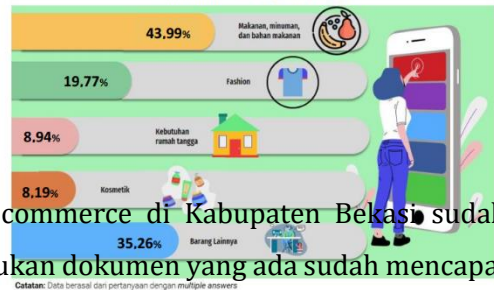 43,99%
Makanan, minuman,
dan bahan makanan
19,77%
Fashion
8,94%
Kebutuhan
rumah tangga
8,19%
Kosmetik
commerce di Kabupaten Bekasi sudah
35,26%
Barang Lainnya
ukan dokumen yang ada sudah mencapa
Catatan: Data berasal dari pertanyaan dengan multiple answers